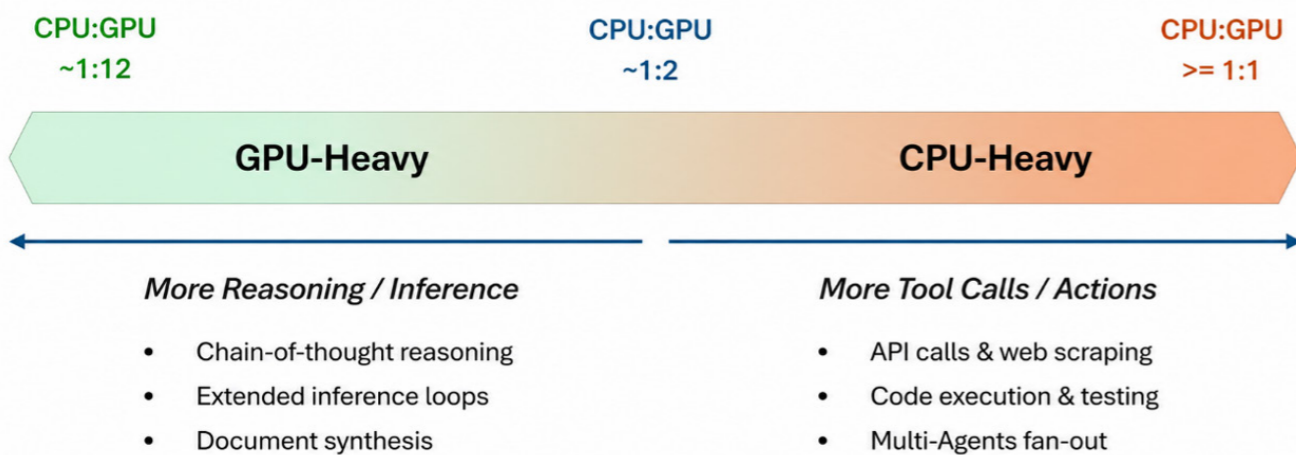 CPU:GPU
~1:12
CPU:GPU
~1:2
CPU:GPU
>= 1:1
GPU-Heavy
CPU-Heavy
More Reasoning / Inference
• Chain-of-thought reasoning
• Extended inference loops
• Document synthesis
More Tool Calls / Actions
• API calls & web scraping
• Code execution & testing
• Multi-Agents fan-out